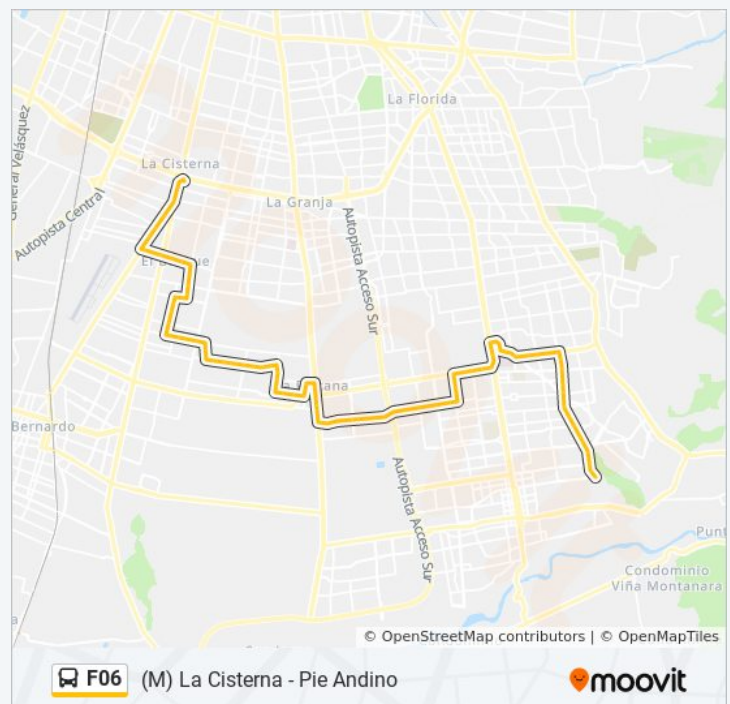 La Florida
General Velásquez
La Cisterna
La Granja
Autopista Central
Autopista Acceso Sur
Bernardo
Autopista Acceso Sur
Punt
Condominio
Viña Montanara
© OpenStreetMap contributors | © OpenMapTiles
F06 (M) La Cisterna - Pie Andino moovit